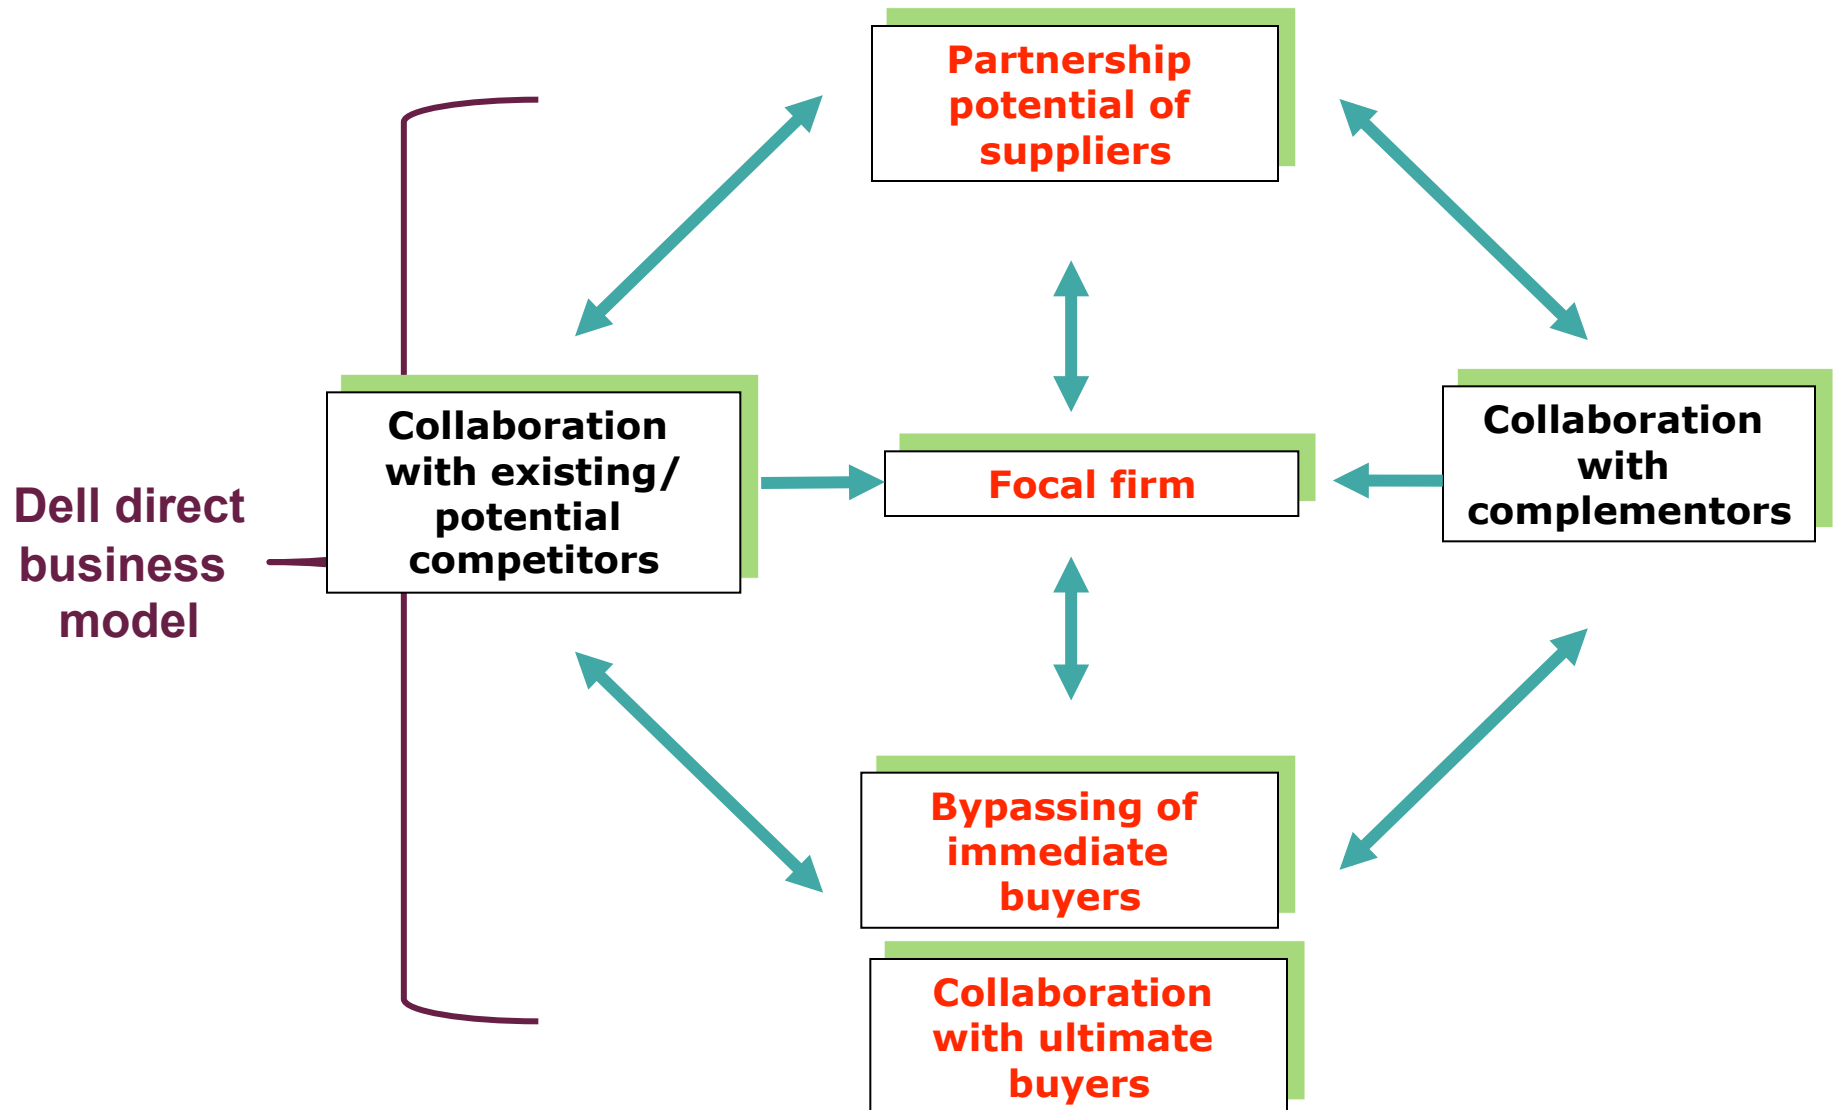 Partnership
potential of
suppliers
Collaboration
with existing/
potential
competitors
Focal firm
Collaboration
with
complementors
Dell direct
business
model
Bypassing of
immediate
buyers
Collaboration
with ultimate
buyers